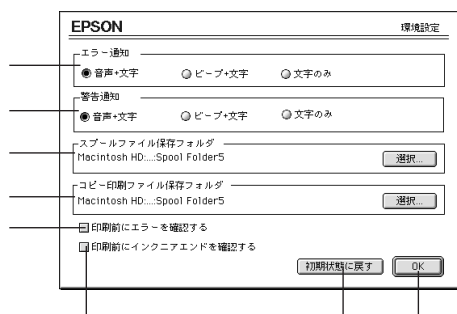 EPSON 環境設定
エラー通知
音声+文字 ビープ+文字 文字のみ
警告通知
音声+文字 ビープ+文字 文字のみ
スプールファイル保存フォルダ
Macintosh HD:...:Spool Folder5 選択...
コピー印刷ファイル保存フォルダ
Macintosh HD:...:Spool Folder5 選択...
印刷前にエラーを確認する
印刷前にインクニアエンドを確認する
初期状態に戻す OK